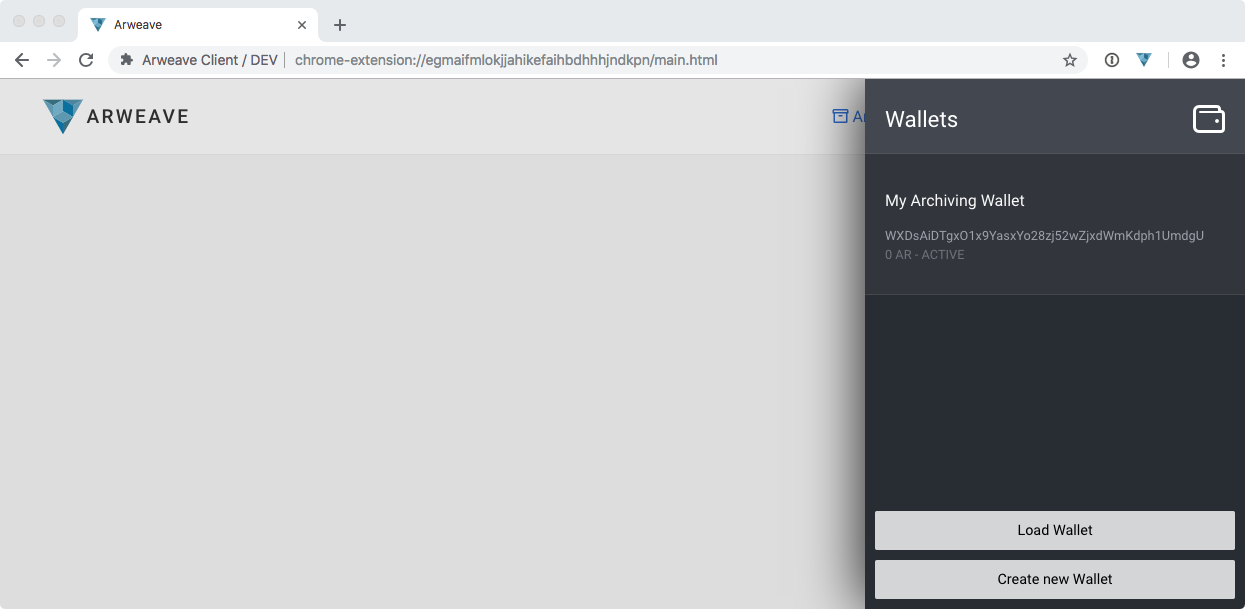 Arweave
Arweave Client / DEV
chrome-extension://egmaifmlokjjahikefaihbdhhhjndkpn/main.html
ARWEAVE
Wallets
My Archiving Wallet
WXDsAiDTgxO1x9YasxYo28zj52wZjxdWmKdph1UmdgU
0 AR - ACTIVE
Load Wallet
Create new Wallet